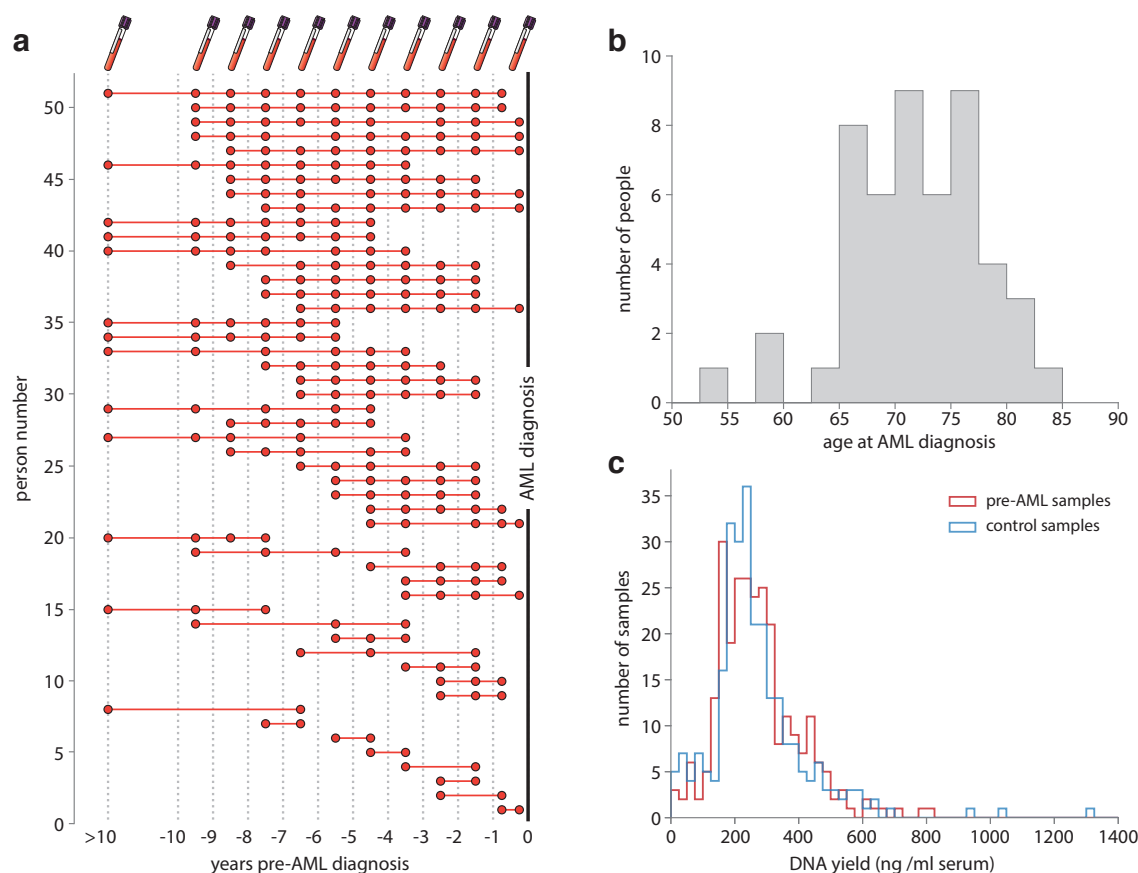 a
50
45
40
35
30
25
20
15
10
5
0
person number
>10 -10 -9 -8 -7 -6 -5 -4 -3 -2 -1 0
years pre-AML diagnosis
AML diagnosis
b
10
8
6
4
2
0
number of people
50 55 60 65 70 75 80 85 90
age at AML diagnosis
c
35
30
25
20
15
10
5
0
number of samples
pre-AML samples
control samples
0 200 400 600 800 1000 1200 1400
DNA yield (ng /ml serum)